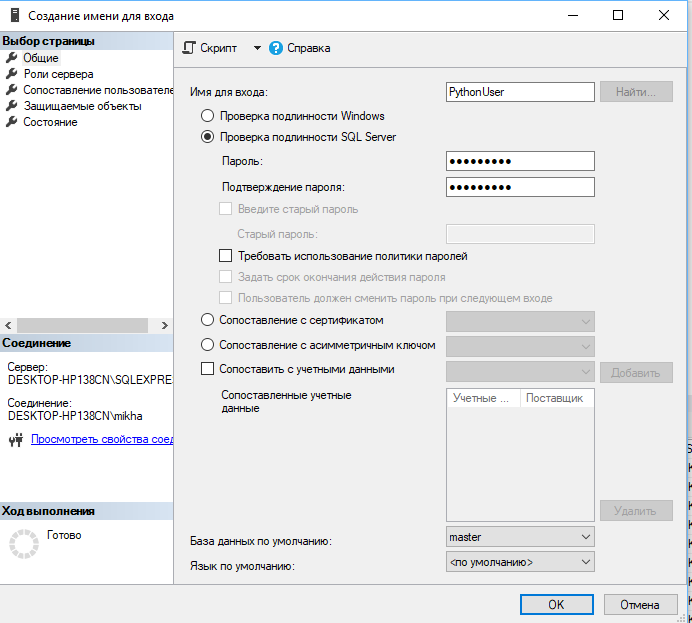 Создание имени для входа
Выбор страницы
Общие
Роли сервера
Сопоставление пользователе
Защищаемые объекты
Состояние
Скрипт
Справка
Имя для входа:
PythonUser
Найти...
Проверка подлинности Windows
Проверка подлинности SQL Server
Пароль:
●●●●●●●●●
Подтверждение пароля:
●●●●●●●●●
Введите старый пароль
Старый пароль:
Требовать использование политики паролей
Задать срок окончания действия пароля
Пользователь должен сменить пароль при следующем входе
Сопоставление с сертификатом
Сопоставление с асимметричным ключом
Сопоставить с учетными данными
Добавить
Сопоставленные учетные
данные
Учетные ...
Поставщик
Удалить
База данных по умолчанию:
master
Язык по умолчанию:
<по умолчанию>
Соединение
Сервер:
DESKTOP-HP138CN\SQLEXPRE
Соединение:
DESKTOP-HP138CN\mikha
Просмотреть свойства соед
Ход выполнения
Готово
OK
Отмена